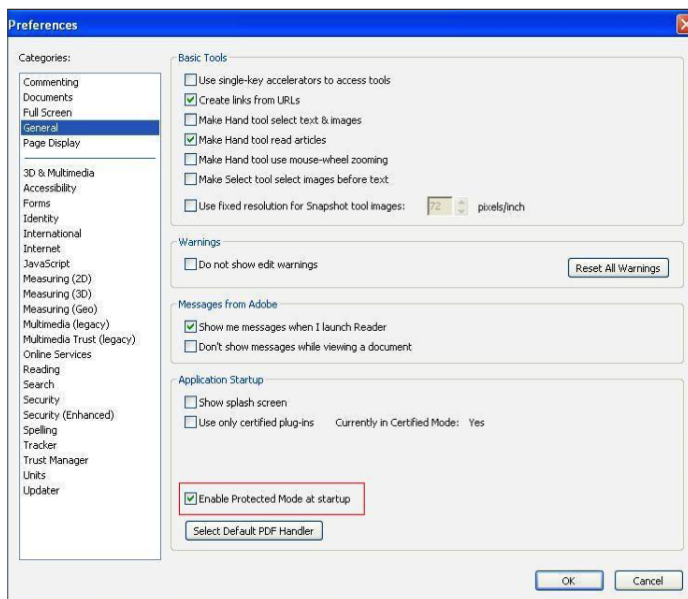 Preferences
Categories:
Commenting
Documents
Full Screen
General
Page Display
3D & Multimedia
Accessibility
Forms
Identity
International
Internet
JavaScript
Measuring (2D)
Measuring (3D)
Measuring (Geo)
Multimedia (legacy)
Multimedia Trust (legacy)
Online Services
Reading
Search
Security
Security (Enhanced)
Spelling
Tracker
Trust Manager
Units
Updater
Basic Tools
Use single-key accelerators to access tools
Create links from URLs
Make Hand tool select text & images
Make Hand tool read articles
Make Hand tool use mouse-wheel zooming
Make Select tool select images before text
Use fixed resolution for Snapshot tool images: 72 pixels/inch
Warnings
Do not show edit warnings Reset All Warnings
Messages from Adobe
Show me messages when I launch Reader
Don't show messages while viewing a document
Application Startup
Show splash screen
Use only certified plug-ins Currently in Certified Mode: Yes
Enable Protected Mode at startup
Select Default PDF Handler
OK Cancel